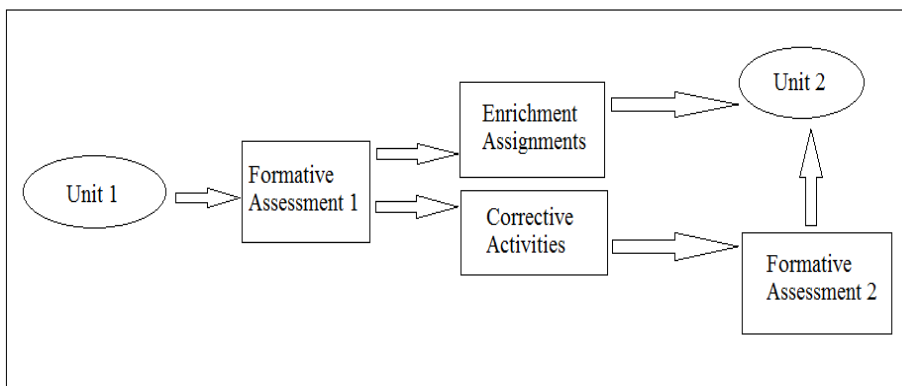 Unit 1
Formative
Assessment 1
Enrichment
Assignments
Corrective
Activities
Unit 2
Formative
Assessment 2